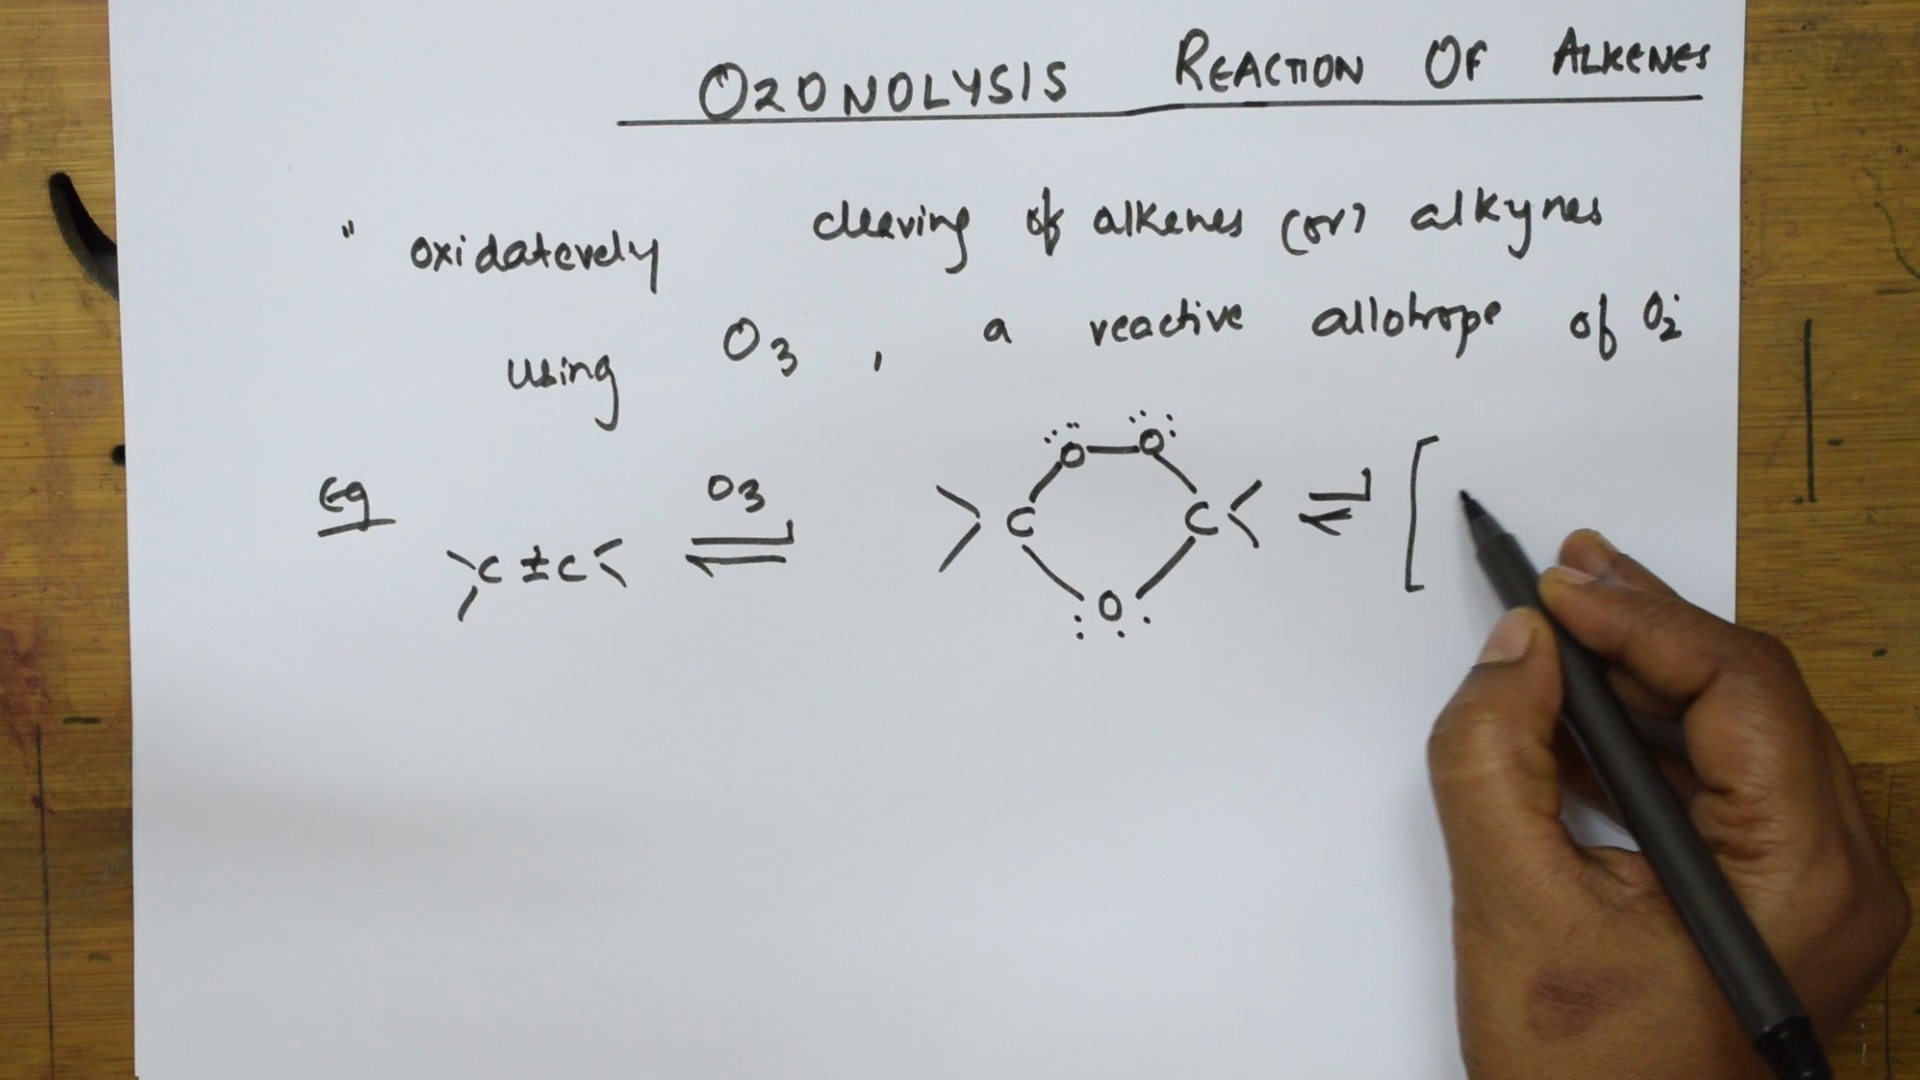 OZONOLYSIS REACTION OF ALKENES
" oxidatevely cleaving of alkenes (or) alkynes
using O3 , a reactive allotrope of O2
Eg
O3
O—O
>C=C< ⇌ >C C< ⇌ [
O